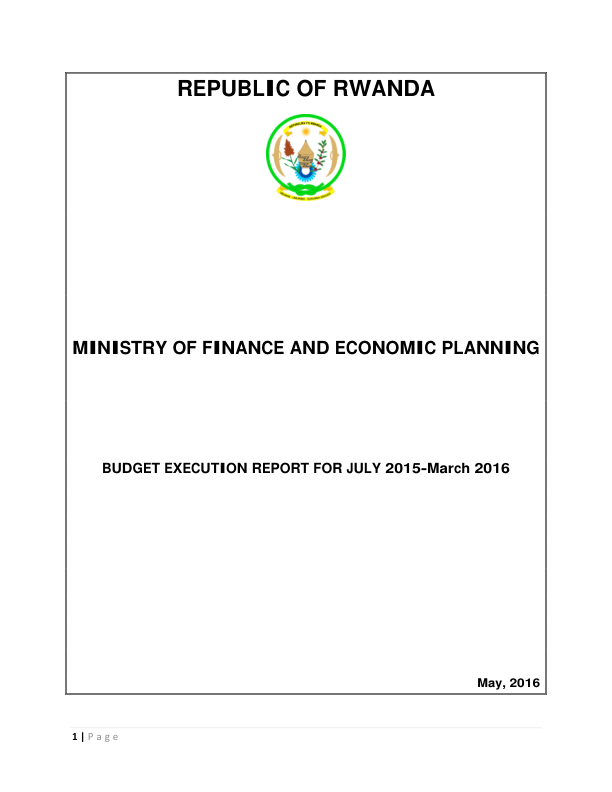 REPUBLIC OF RWANDA
MINISTRY OF FINANCE AND ECONOMIC PLANNING
BUDGET EXECUTION REPORT FOR JULY 2015-March 2016
May, 2016
1 | Page